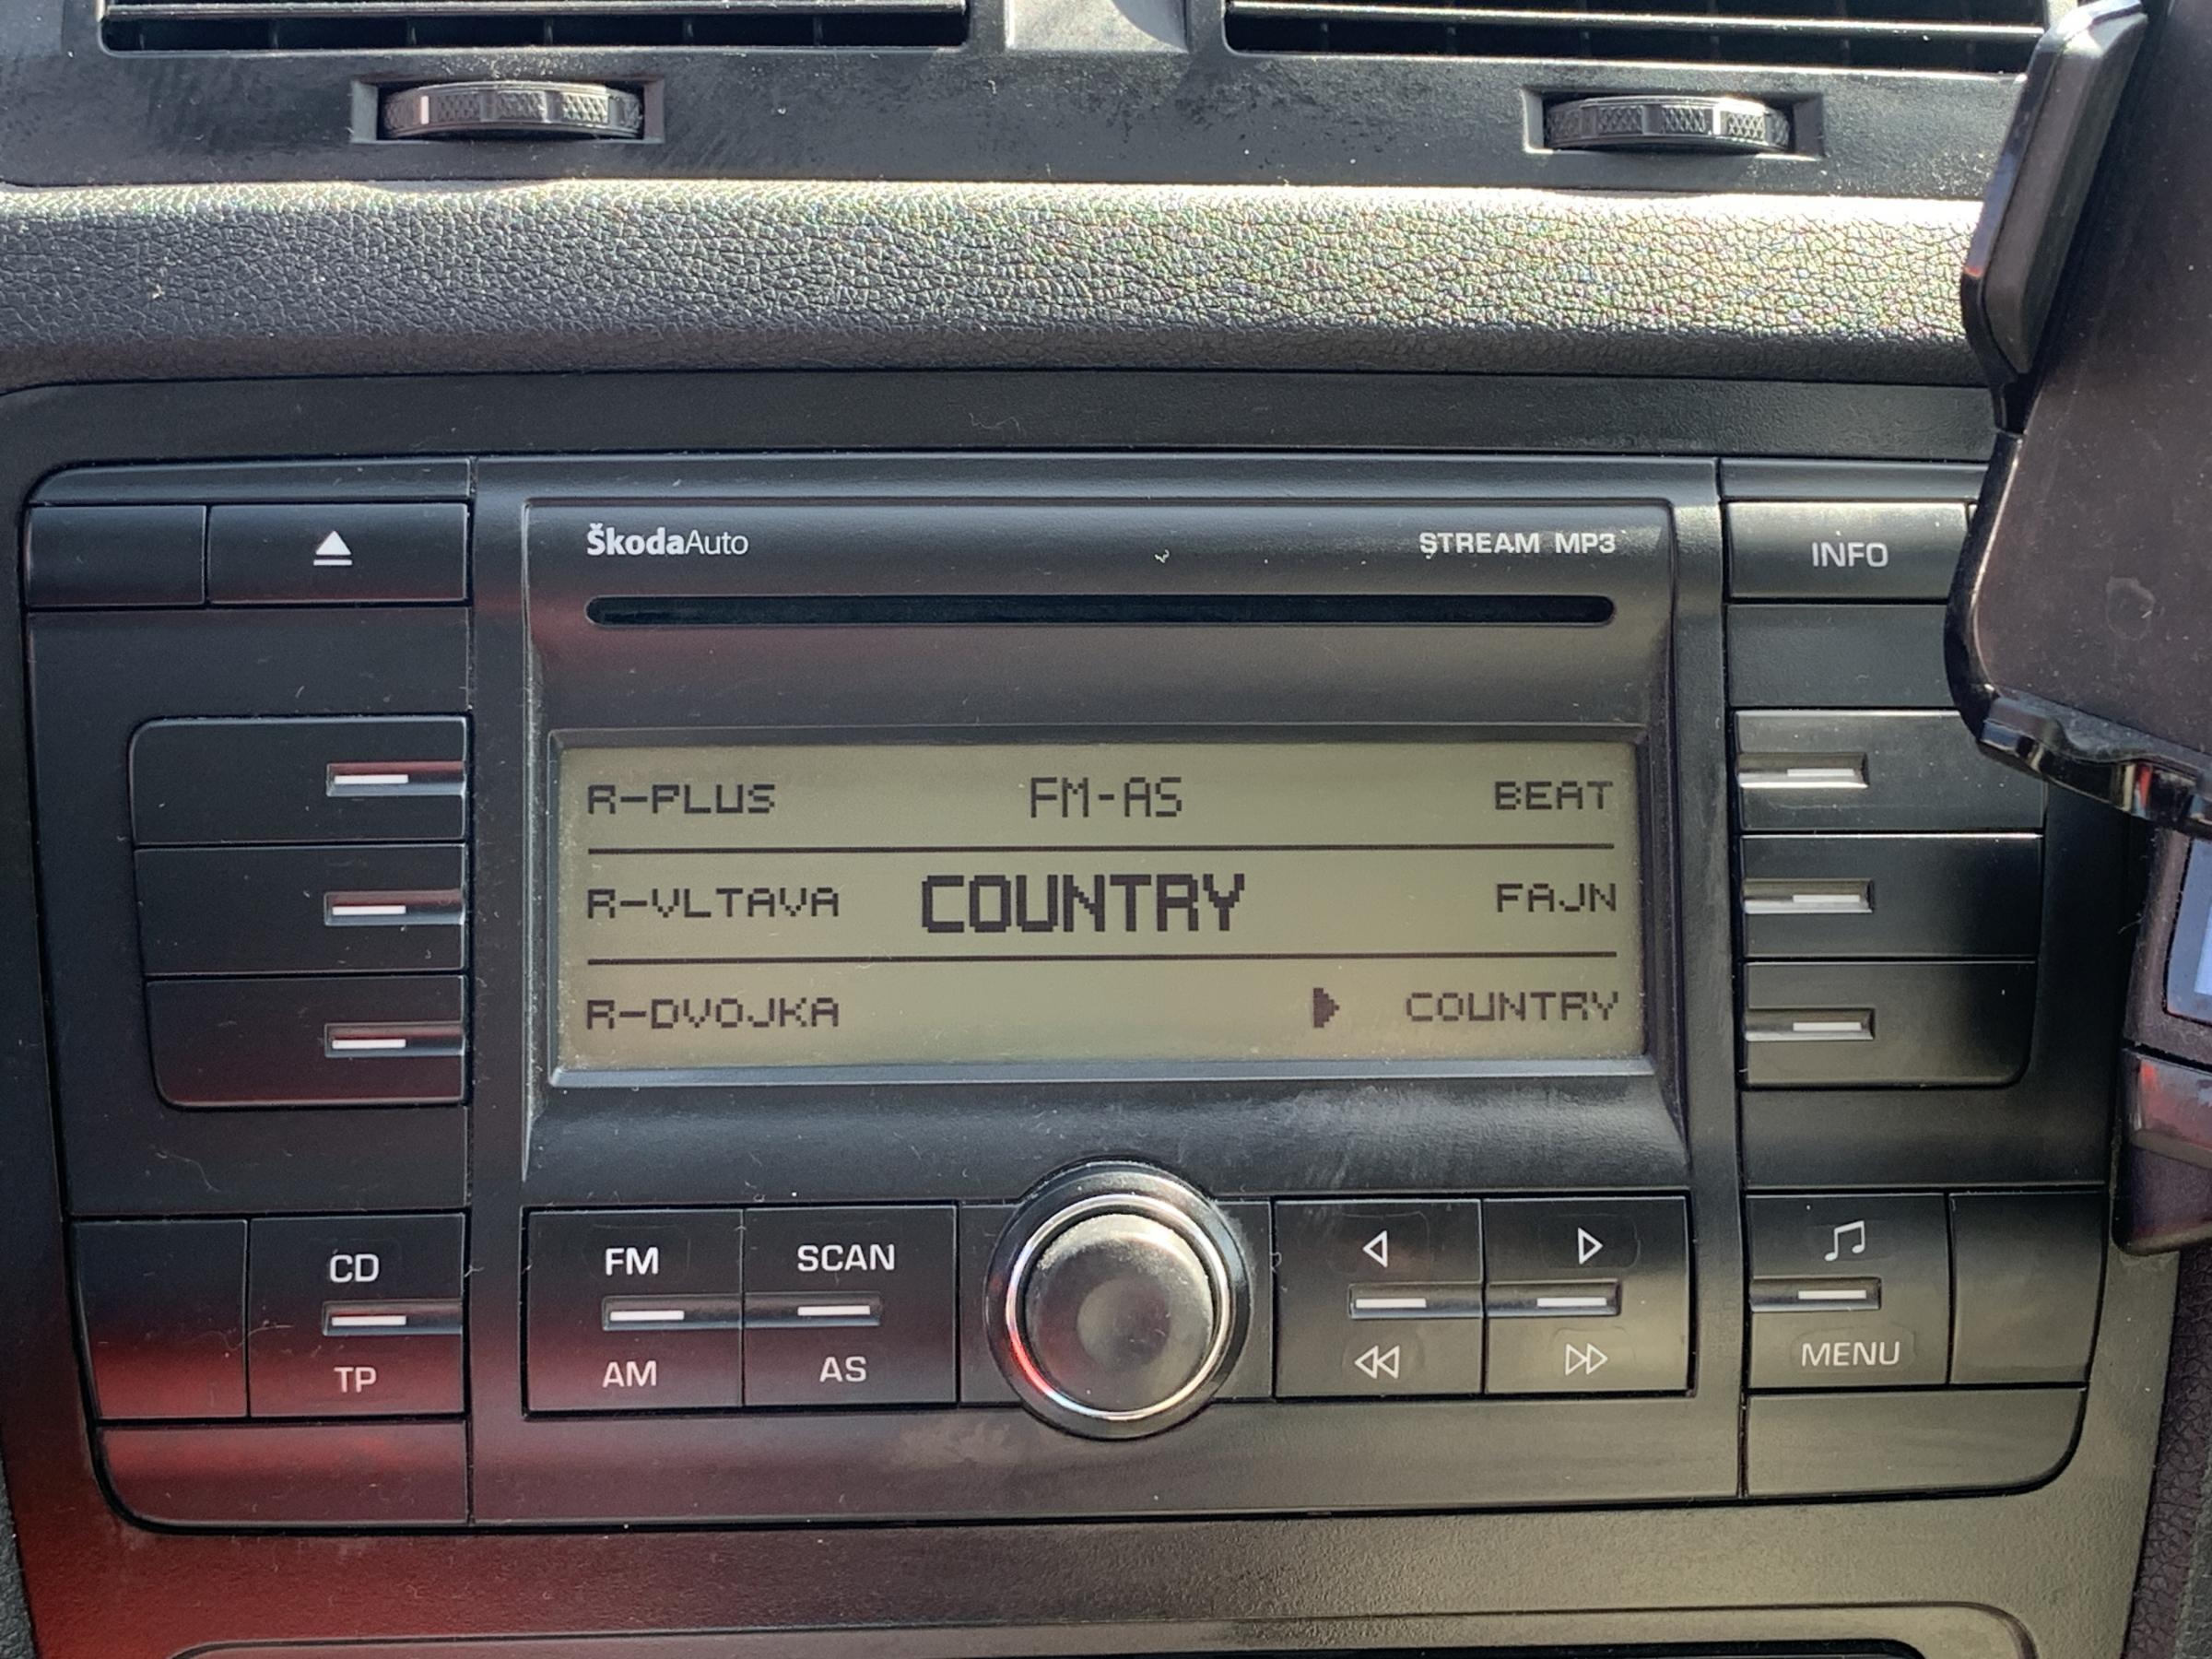 ŠkodaAuto STREAM MP3 INFO
R-PLUS FM-AS BEAT
R-VLTAVA COUNTRY FAJN
R-DVOJKA COUNTRY
CD FM SCAN
TP AM AS MENU